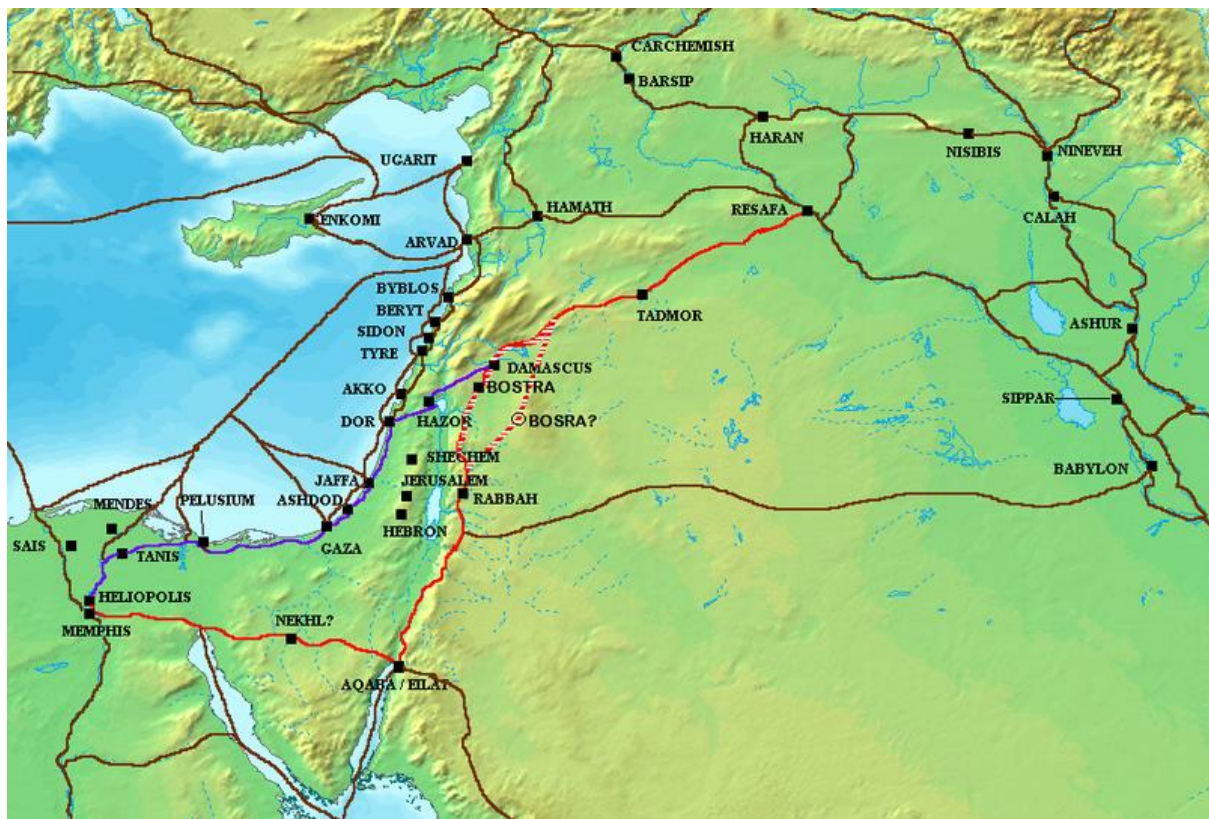 CARCHEMISH
BARSIP
HARAN
NISIBIS
NINEVEH
UGARIT
CALAH
RESAFA
HAMATH
ENKOMI
ARVAD
BYBLOS
TADMOR
BERYT
SIDON
ASHUR
TYRE
DAMASCUS
BOSTRA
AKKO
SIPPAR
DOR
HAZOR
BOSRA?
SHECHEM
BABYLON
JAFFA
JERUSALEM
RABBAH
PELUSIUM
ASHDOD
MENDES
HEBRON
SAIS
GAZA
TANIS
HELIOPOLIS
NEKHL?
MEMPHIS
AQABA / EILAT